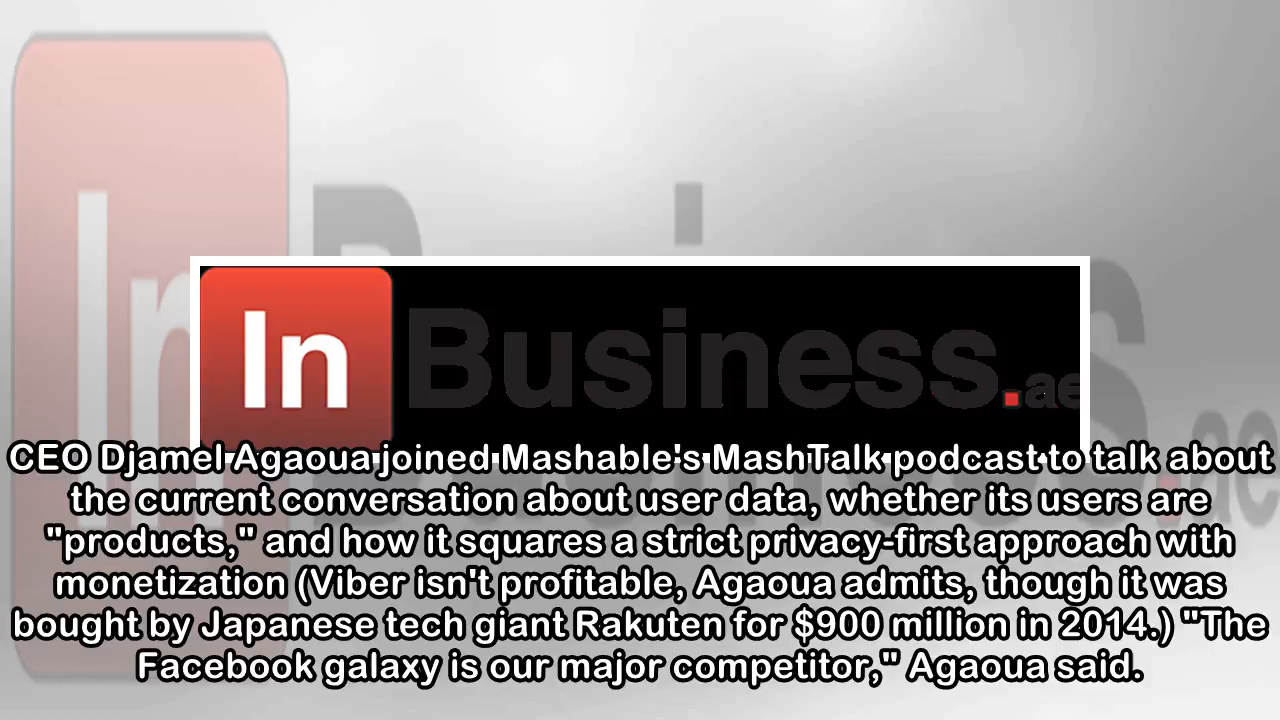 In Business.ae
CEO Djamel Agaoua joined Mashable's MashTalk podcast to talk about
the current conversation about user data, whether its users are
"products," and how it squares a strict privacy-first approach with
monetization (Viber isn't profitable, Agaoua admits, though it was
bought by Japanese tech giant Rakuten for $900 million in 2014.) "The
Facebook galaxy is our major competitor," Agaoua said.